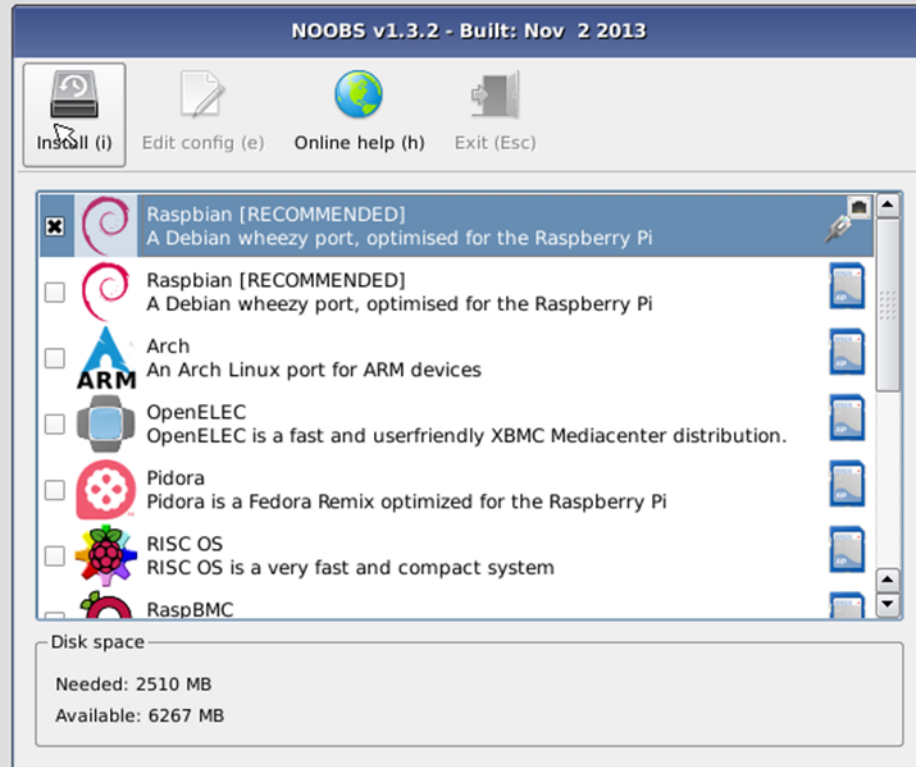 NOOBS v1.3.2 - Built: Nov  2 2013
Install (i)
Edit config (e)
Online help (h)
Exit (Esc)
Raspbian [RECOMMENDED]
A Debian wheezy port, optimised for the Raspberry Pi
Raspbian [RECOMMENDED]
A Debian wheezy port, optimised for the Raspberry Pi
Arch
ARM
An Arch Linux port for ARM devices
OpenELEC
OpenELEC is a fast and userfriendly XBMC Mediacenter distribution.
Pidora
Pidora is a Fedora Remix optimized for the Raspberry Pi
RISC OS
RISC OS is a very fast and compact system
RaspBMC
Disk space
Needed: 2510 MB
Available: 6267 MB